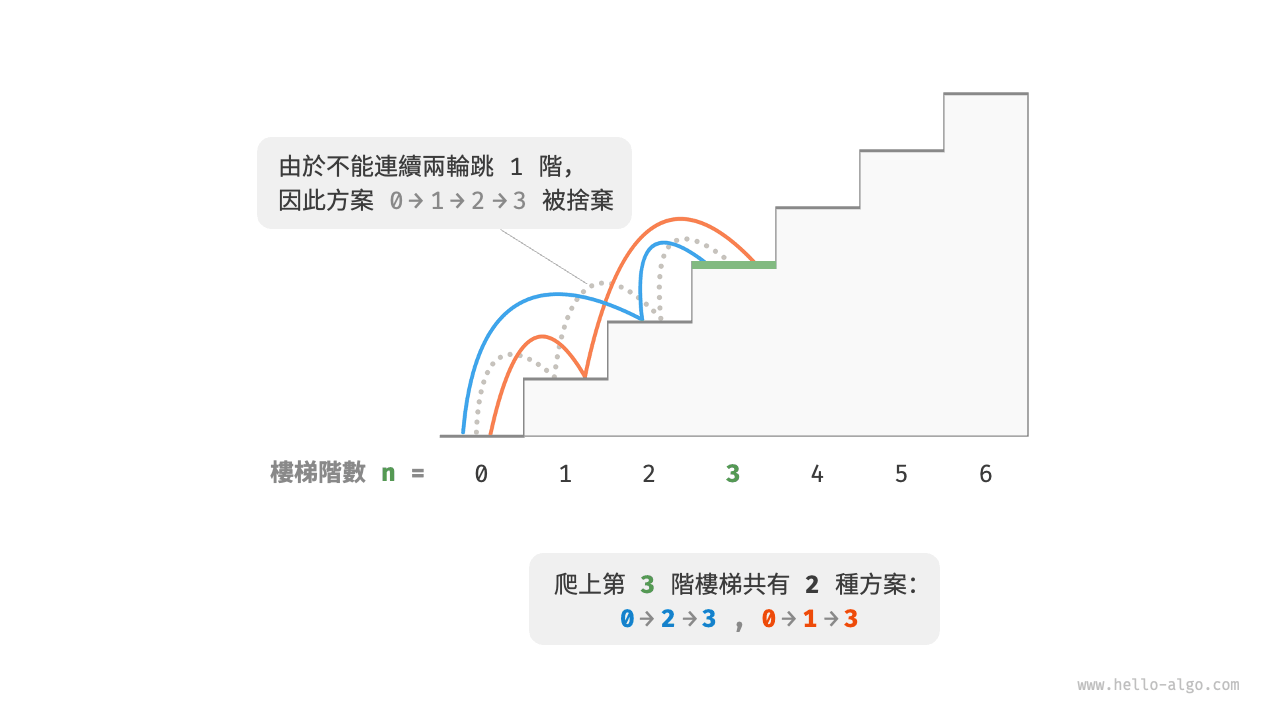 由於不能連續兩輪跳 1 階，
因此方案 0→1→2→3 被捨棄
樓梯階數 n = 0 1 2 3 4 5 6
爬上第 3 階樓梯共有 2 種方案：
0→2→3 , 0→1→3
www.hello-algo.com